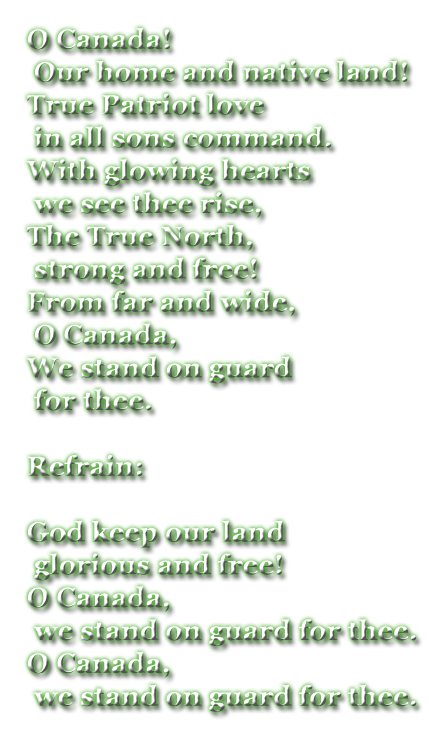 O Canada!
Our home and native land!
True Patriot love
in all sons command.
With glowing hearts
we see thee rise,
The True North,
strong and free!
From far and wide,
O Canada,
We stand on guard
for thee.
Refrain:
God keep our land
glorious and free!
O Canada,
we stand on guard for thee.
O Canada,
we stand on guard for thee.